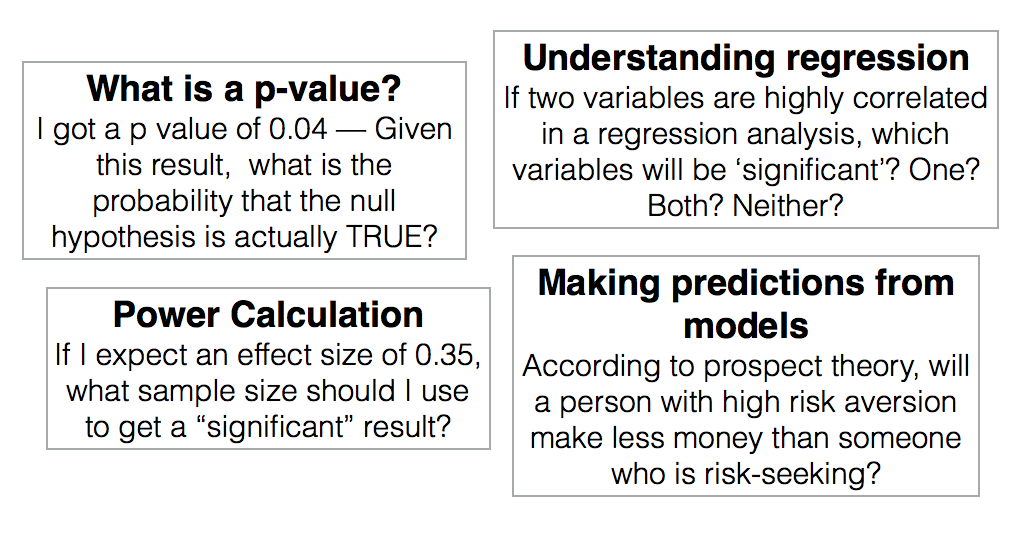 What is a p-value?
I got a p value of 0.04 — Given
this result, what is the
probability that the null
hypothesis is actually TRUE?
Understanding regression
If two variables are highly correlated
in a regression analysis, which
variables will be ‘significant’? One?
Both? Neither?
Power Calculation
If I expect an effect size of 0.35,
what sample size should I use
to get a “significant” result?
Making predictions from
models
According to prospect theory, will
a person with high risk aversion
make less money than someone
who is risk-seeking?